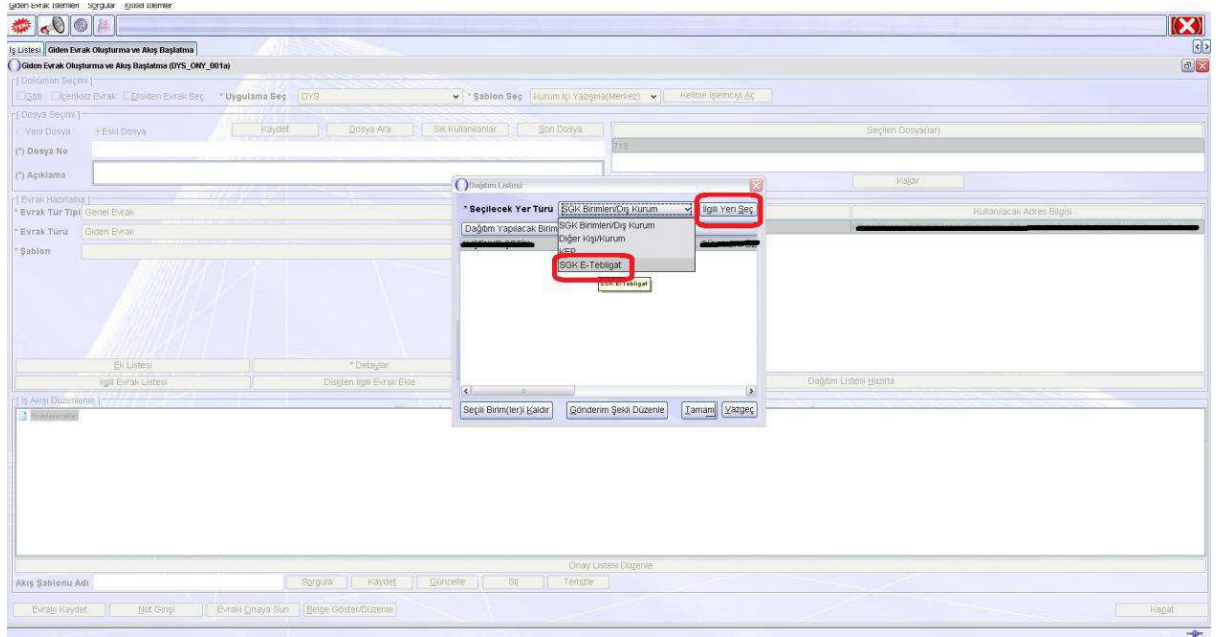 Giden Evrak İşlemleri Sorgular Kişisel İşlemler
İş Listesi Giden Evrak Oluşturma ve Akış Başlatma
Giden Evrak Oluşturma ve Akış Başlatma (DYS_ONY_001a)
[ Doküman Seçimi ]
Gizli İçeriksiz Evrak Dışiden Evrak Seç * Uygulama Seç DYS * Şablon Seç Kurum İçi Yazışma(Merkez) Kelime İşlemciyi Aç
[ Dosya Seçimi ]
Yeni Dosya Eski Dosya Kaydet Dosya Ara Sık Kullanılanlar Son Dosya Seçilen Dosya(lar)
(*) Dosya No 719
(*) Açıklama Kaldır
Dağıtım Listesi
* Seçilecek Yer Türü SGK Birimleri/Dış Kurum İlgili Yeri Seç
Dağıtım Yapılacak Birim
SGK Birimleri/Dış Kurum
Diğer Kişi/Kurum
KEP
SGK E-Tebligat
SGK E-Tebligat
Seçili Birim(ler)i Kaldır Gönderim Şekli Düzenle Tamam Vazgeç
[ Evrak Hazırlama ]
* Evrak Tür Tipi Genel Evrak Kullanılacak Adres Bilgisi
* Evrak Türü Giden Evrak
* Şablon
Ek Listesi * Detaylar
İlgili Evrak Listesi Dışiden İlgili Evrak Ekle Dağıtım Listesi Hazırla
[ İş Akışı Düzenleme ]
Onay Listesi Düzenle
Akış Şablonu Adı Sorgula Kaydet Güncelle Sil Temizle
Evrakı Kaydet Not Girişi Evrakı Onaya Sun Belge Göster/Düzenle Kapat